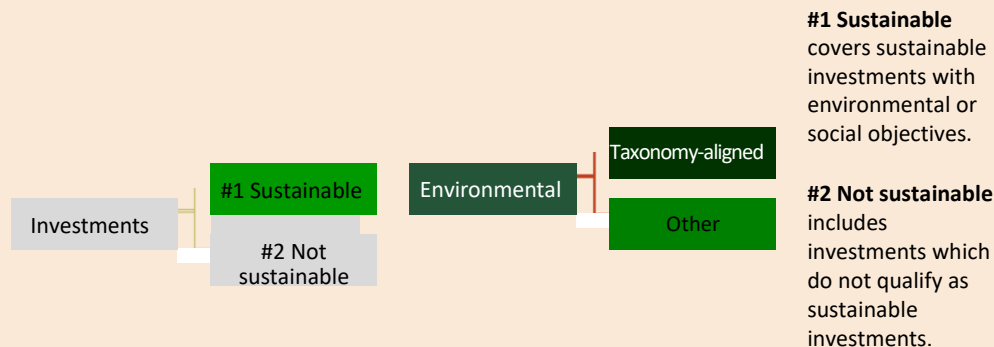 Investments
#1 Sustainable
#2 Not
sustainable
Environmental
Taxonomy-aligned
Other
#1 Sustainable
covers sustainable
investments with
environmental or
social objectives.
#2 Not sustainable
includes
investments which
do not qualify as
sustainable
investments.